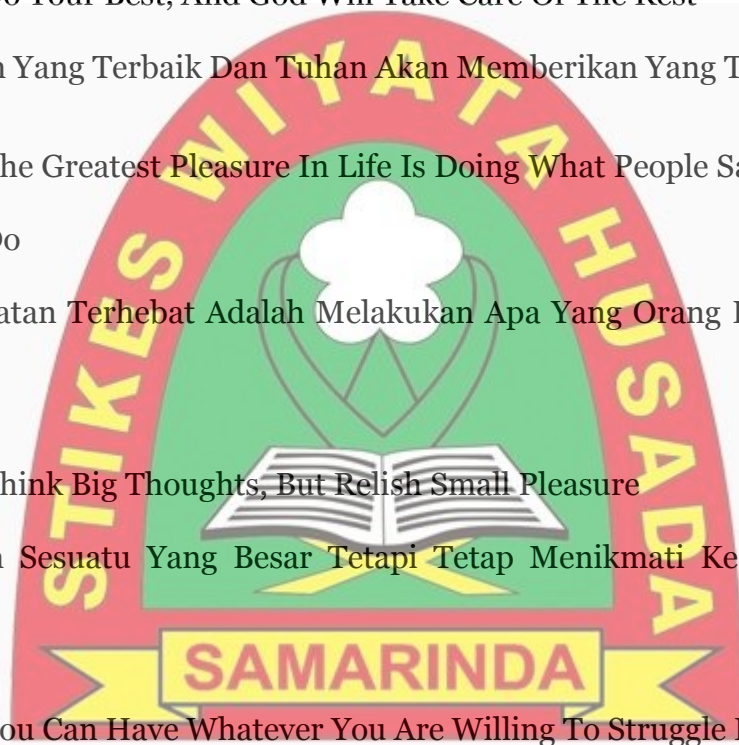 Your Best, And God Will Take Care Of The Rest
Yang Terbaik Dan Tuhan Akan Memberikan Yang T
he Greatest Pleasure In Life Is Doing What People Sa
Do
atan Terhebat Adalah Melakukan Apa Yang Orang
hink Big Thoughts, But Relish Small Pleasure
Sesuatu Yang Besar Tetapi Tetap Menikmati Ke
ou Can Have Whatever You Are Willing To Struggle
STIKES WIYATA HUSADA
SAMARINDA